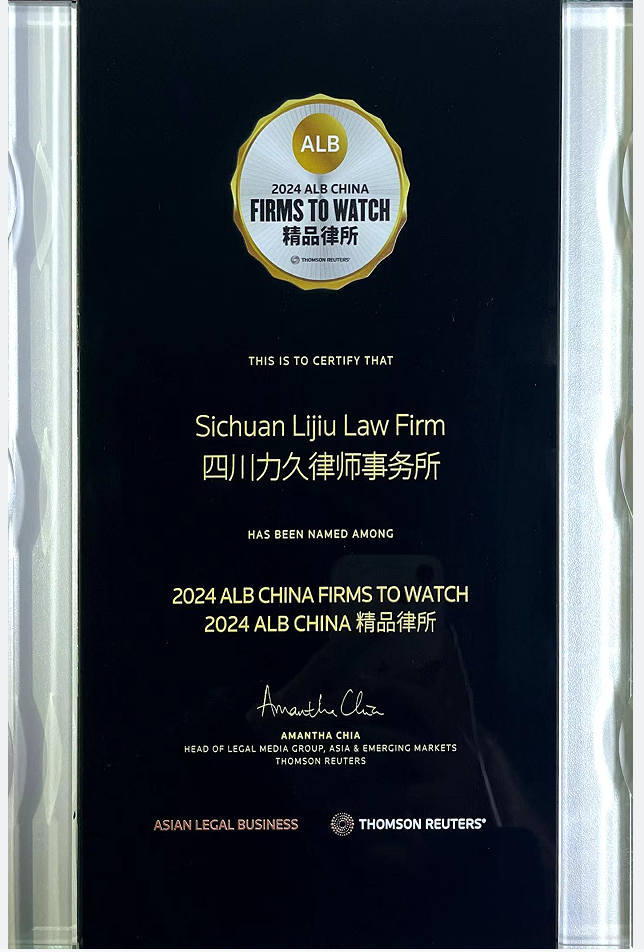 ALB
2024 ALB CHINA
FIRMS TO WATCH
精品律所
THOMSON REUTERS®
THIS IS TO CERTIFY THAT
Sichuan Lijiu Law Firm
四川力久律师事务所
HAS BEEN NAMED AMONG
2024 ALB CHINA FIRMS TO WATCH
2024 ALB CHINA 精品律所
Amantha Chia
AMANTHA CHIA
HEAD OF LEGAL MEDIA GROUP, ASIA & EMERGING MARKETS
THOMSON REUTERS
ASIAN LEGAL BUSINESS
THOMSON REUTERS®